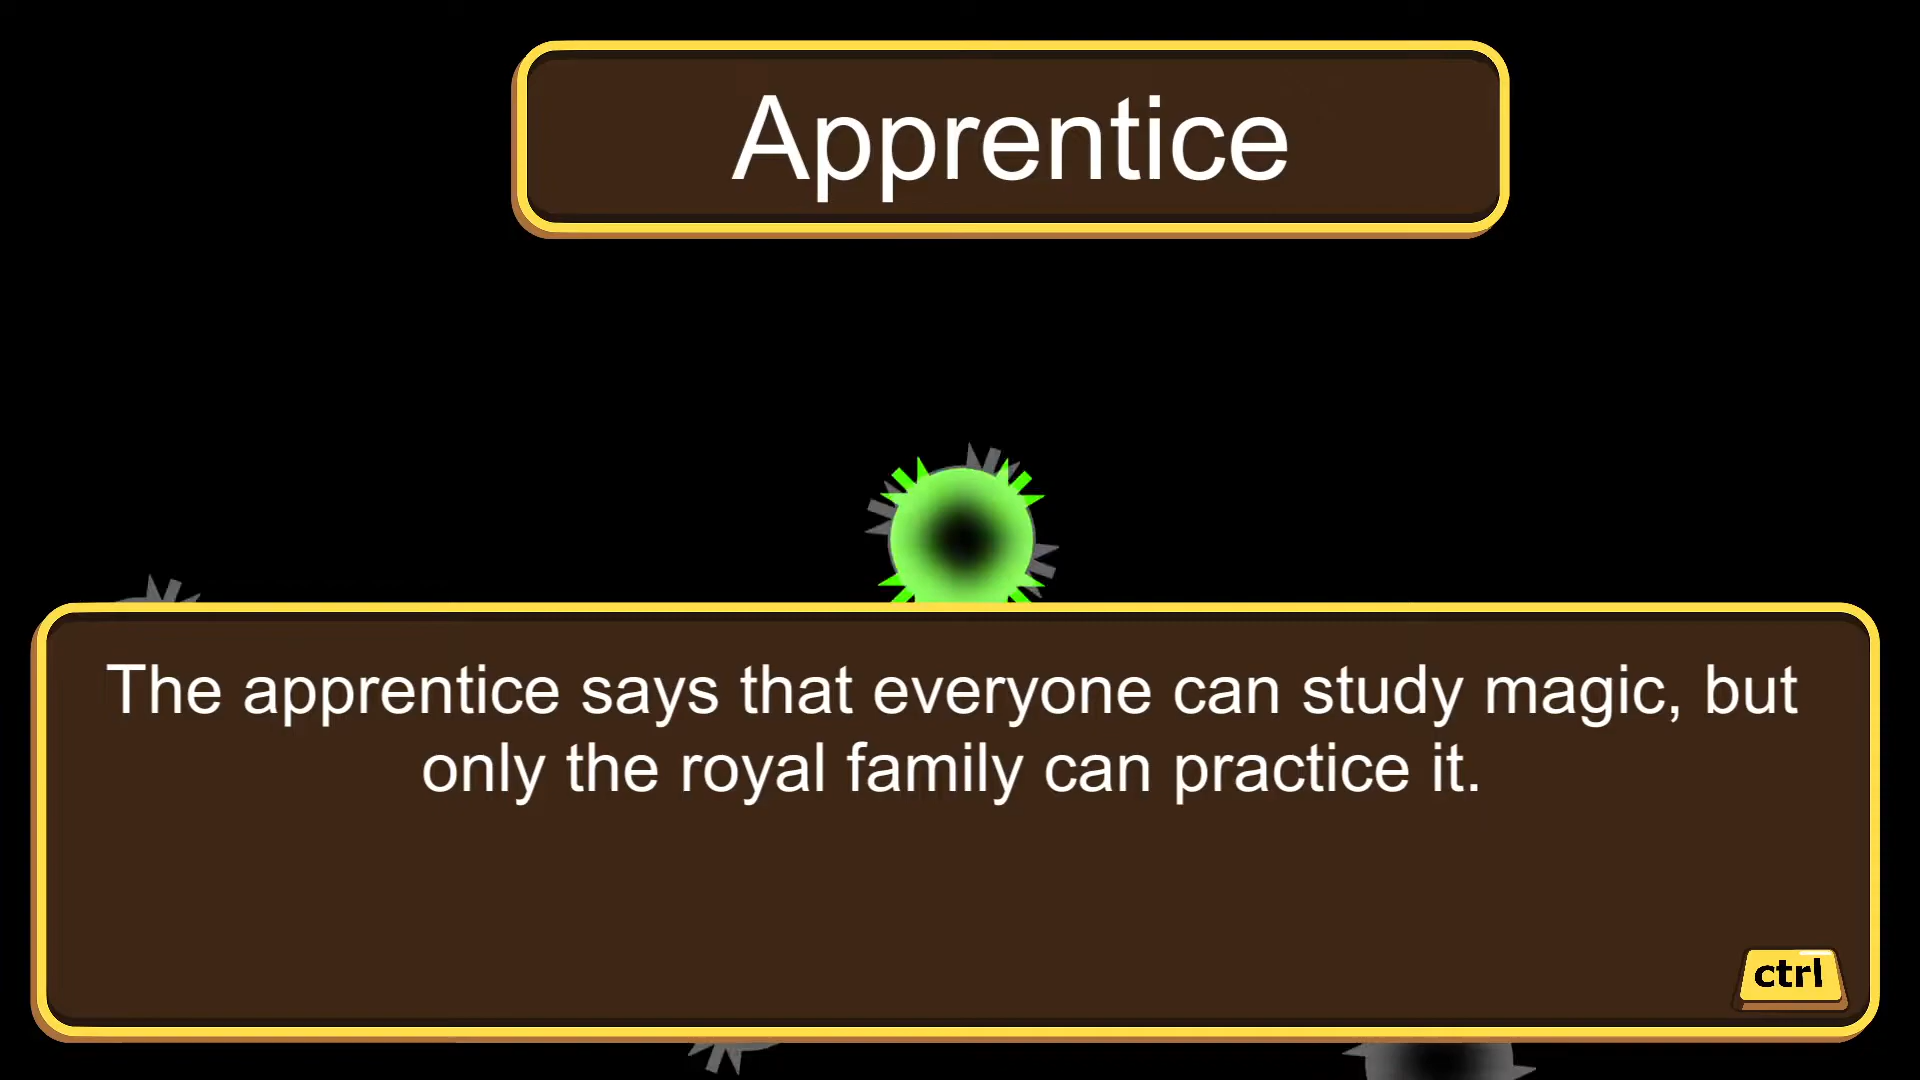 Apprentice
The apprentice says that everyone can study magic, but
only the royal family can practice it.
ctrl